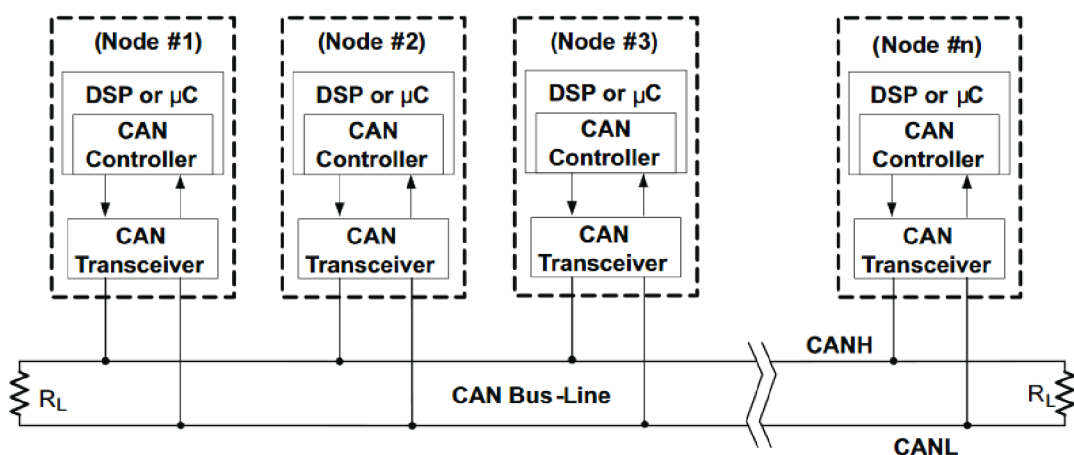 (Node #1)
DSP or µC
CAN
Controller
CAN
Transceiver
(Node #2)
DSP or µC
CAN
Controller
CAN
Transceiver
(Node #3)
DSP or µC
CAN
Controller
CAN
Transceiver
(Node #n)
DSP or µC
CAN
Controller
CAN
Transceiver
CANH
RL
CAN Bus-Line
RL
CANL